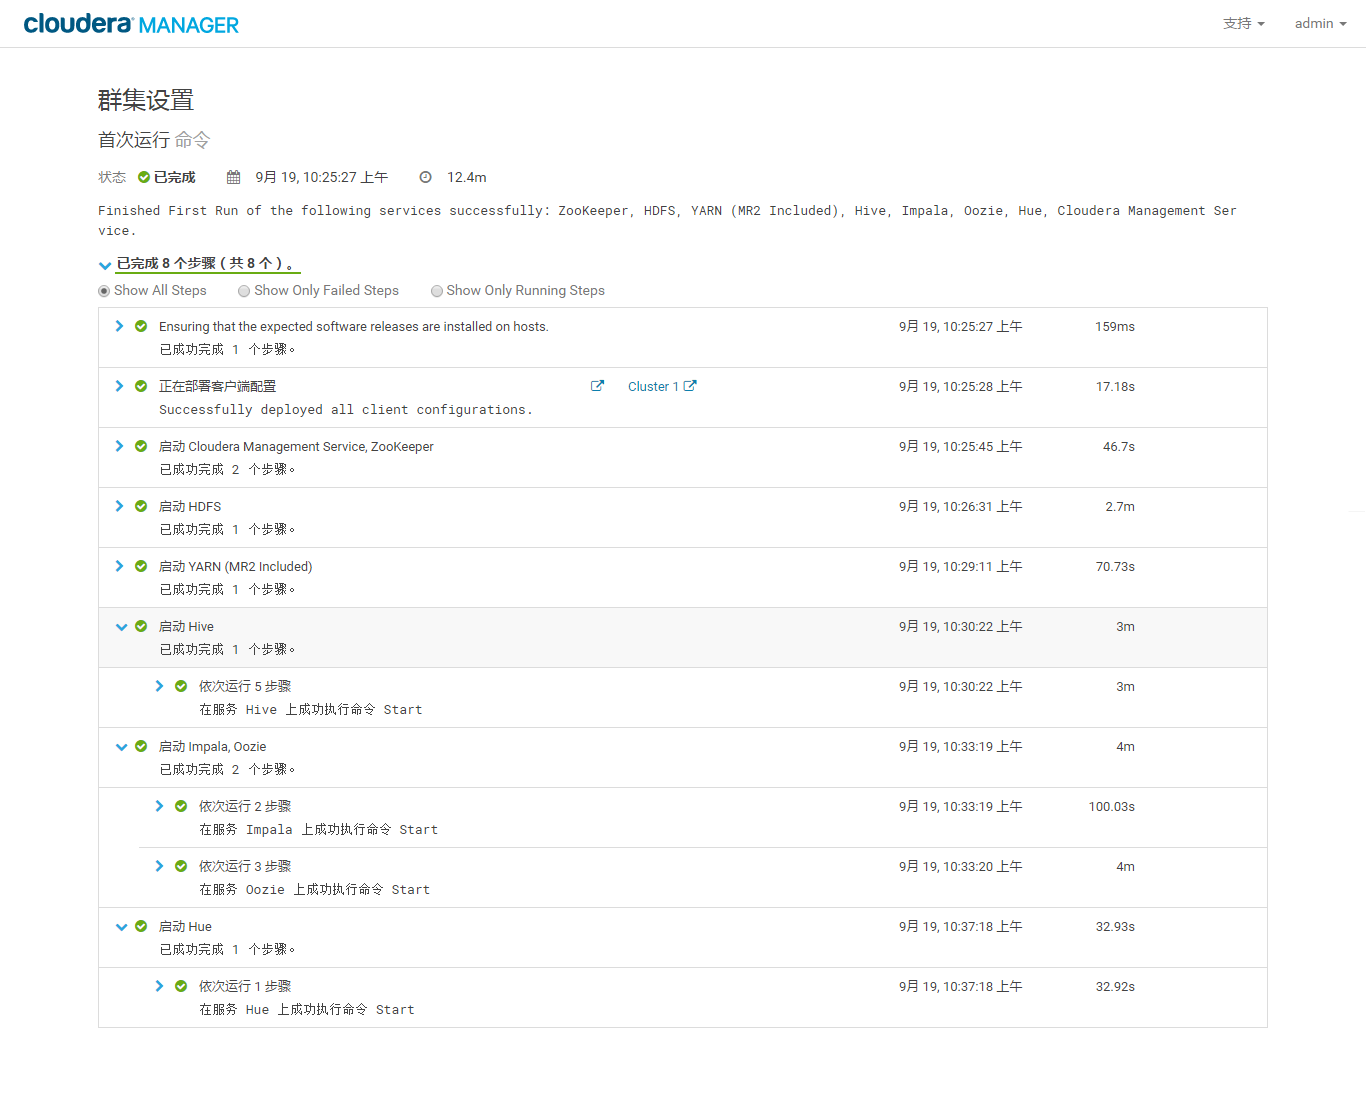 cloudera MANAGER
支持
admin
群集设置
首次运行 命令
状态 已完成 9月 19, 10:25:27 上午 12.4m
Finished First Run of the following services successfully: ZooKeeper, HDFS, YARN (MR2 Included), Hive, Impala, Oozie, Hue, Cloudera Management Ser
vice.
已完成 8 个步骤（共 8 个）。
Show All Steps Show Only Failed Steps Show Only Running Steps
Ensuring that the expected software releases are installed on hosts. 9月 19, 10:25:27 上午 159ms
已成功完成 1 个步骤。
正在部署客户端配置 Cluster 1 9月 19, 10:25:28 上午 17.18s
Successfully deployed all client configurations.
启动 Cloudera Management Service, ZooKeeper 9月 19, 10:25:45 上午 46.7s
已成功完成 2 个步骤。
启动 HDFS 9月 19, 10:26:31 上午 2.7m
已成功完成 1 个步骤。
启动 YARN (MR2 Included) 9月 19, 10:29:11 上午 70.73s
已成功完成 1 个步骤。
启动 Hive 9月 19, 10:30:22 上午 3m
已成功完成 1 个步骤。
依次运行 5 步骤 9月 19, 10:30:22 上午 3m
在服务 Hive 上成功执行命令 Start
启动 Impala, Oozie 9月 19, 10:33:19 上午 4m
已成功完成 2 个步骤。
依次运行 2 步骤 9月 19, 10:33:19 上午 100.03s
在服务 Impala 上成功执行命令 Start
依次运行 3 步骤 9月 19, 10:33:20 上午 4m
在服务 Oozie 上成功执行命令 Start
启动 Hue 9月 19, 10:37:18 上午 32.93s
已成功完成 1 个步骤。
依次运行 1 步骤 9月 19, 10:37:18 上午 32.92s
在服务 Hue 上成功执行命令 Start